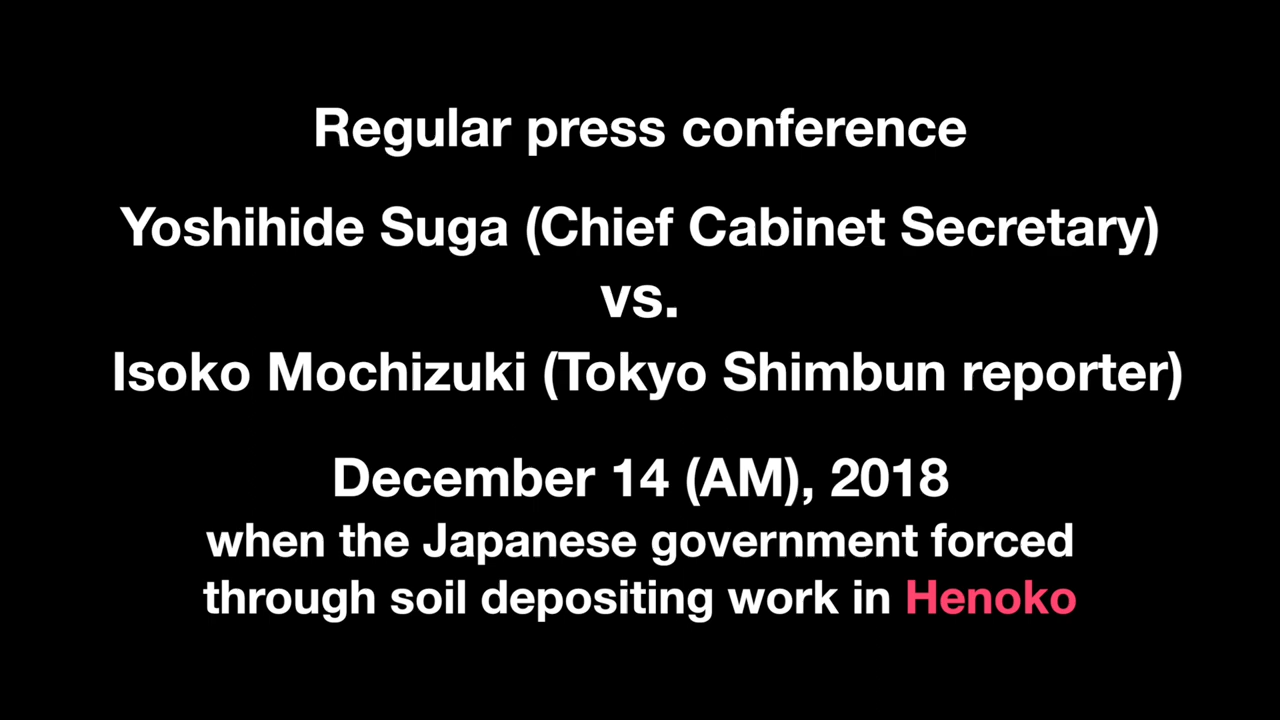 Regular press conference
Yoshihide Suga (Chief Cabinet Secretary)
vs.
Isoko Mochizuki (Tokyo Shimbun reporter)
December 14 (AM), 2018
when the Japanese government forced
through soil depositing work in Henoko